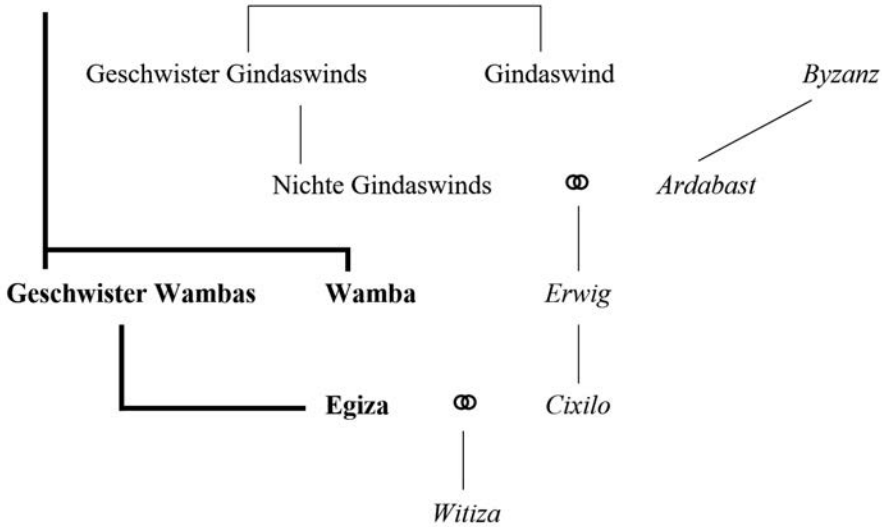 Geschwister Gindaswinds Gindaswind Byzanz
Nichte Gindaswinds Ardabast
Geschwister Wambas Wamba Erwig
Egiza Cixilo
Witiza